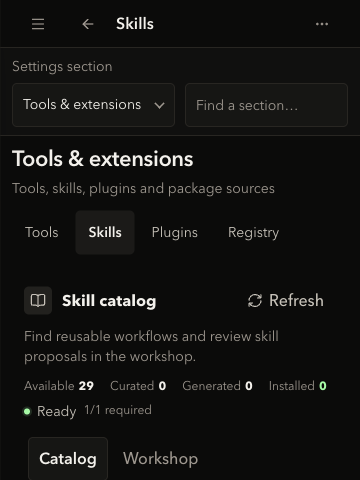 Skills
Settings section
Tools & extensions
Find a section...
Tools & extensions
Tools, skills, plugins and package sources
Tools Skills Plugins Registry
Skill catalog Refresh
Find reusable workflows and review skill
proposals in the workshop.
Available 29 Curated 0 Generated 0 Installed 0
Ready 1/1 required
Catalog Workshop